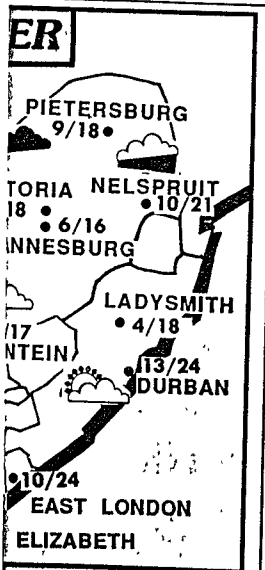 ER
PIETERSBURG
9/18
TORIA NELSPRUIT
18 10/21
6/16
ANNESBURG
LADYSMITH
4/18
/17
NTEIN 13/24
DURBAN
10/24
EAST LONDON
ELIZABETH